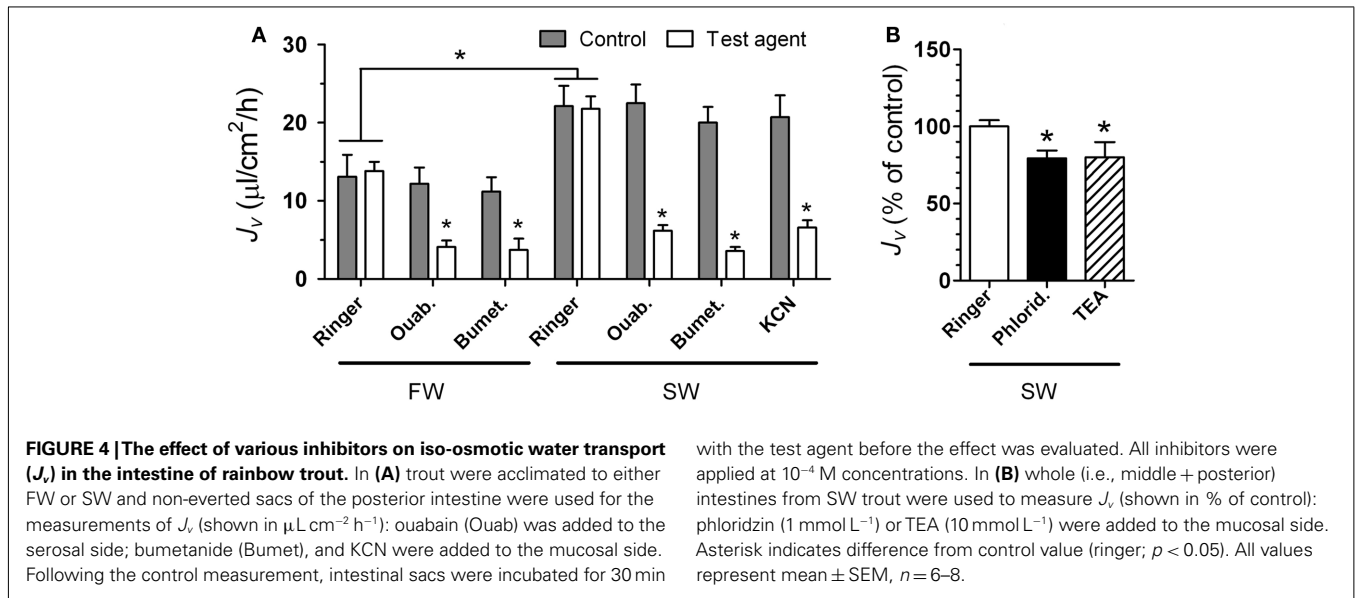 A
Control
Test agent
B
30
20
10
0
Jv (µl/cm²/h)
*
*
*
*
*
*
Ringer
Ouab.
Bumet.
Ringer
Ouab.
Bumet.
KCN
FW
SW
150
100
50
0
Jv (% of control)
*
*
Ringer
Phlorid.
TEA
SW
FIGURE 4 | The effect of various inhibitors on iso-osmotic water transport
(Jv) in the intestine of rainbow trout. In (A) trout were acclimated to either
FW or SW and non-everted sacs of the posterior intestine were used for the
measurements of Jv (shown in µL cm⁻² h⁻¹): ouabain (Ouab) was added to the
serosal side; bumetanide (Bumet), and KCN were added to the mucosal side.
Following the control measurement, intestinal sacs were incubated for 30 min
with the test agent before the effect was evaluated. All inhibitors were
applied at 10⁻⁴ M concentrations. In (B) whole (i.e., middle + posterior)
intestines from SW trout were used to measure Jv (shown in % of control):
phloridzin (1 mmol L⁻¹) or TEA (10 mmol L⁻¹) were added to the mucosal side.
Asterisk indicates difference from control value (ringer; p < 0.05). All values
represent mean ± SEM, n = 6–8.